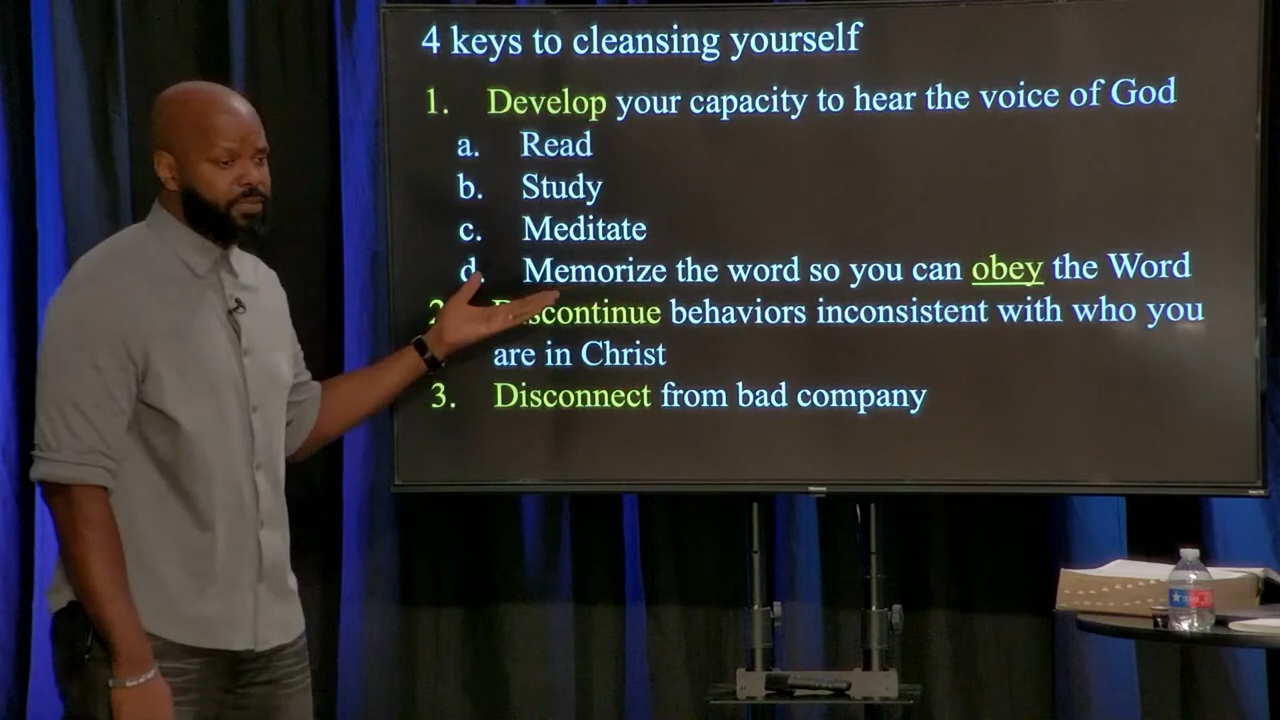 4 keys to cleansing yourself
1. Develop your capacity to hear the voice of God
a. Read
b. Study
c. Meditate
d. Memorize the word so you can obey the Word
2. Discontinue behaviors inconsistent with who you
are in Christ
3. Disconnect from bad company